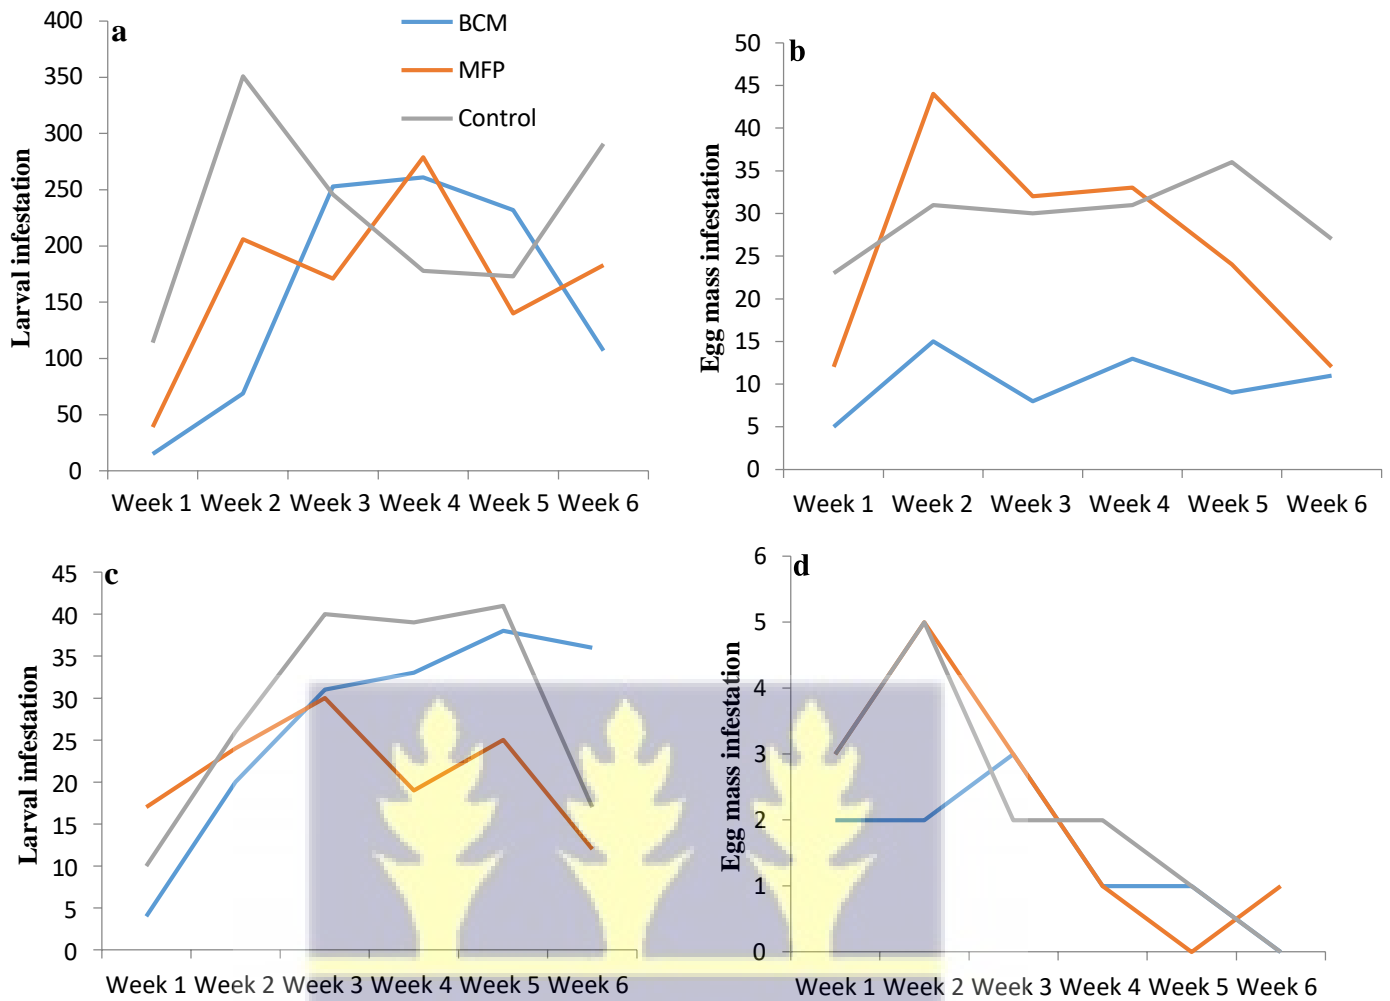 a
BCM
MFP
Control
Larval infestation
400
350
300
250
200
150
100
50
0
Week 1 Week 2 Week 3 Week 4 Week 5 Week 6
b
Egg mass infestation
50
45
40
35
30
25
20
15
10
5
0
Week 1 Week 2 Week 3 Week 4 Week 5 Week 6
c
Larval infestation
45
40
35
30
25
20
15
10
5
0
Week 1 Week 2 Week 3 Week 4 Week 5 Week 6
d
Egg mass infestation
6
5
4
3
2
1
0
Week 1 Week 2 Week 3 Week 4 Week 5 Week 6